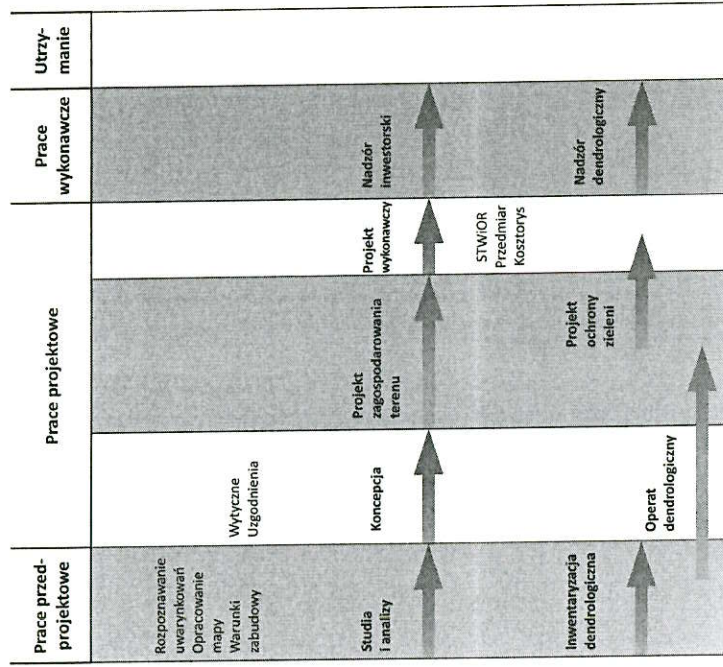 Prace przed-
projektowe
Prace projektowe
Prace
wykonawcze
Utrzy-
manie
Rozpoznawanie
uwarynkowań
Opracowanie
mapy
Warunki
zabudowy
Wytyczne
Uzgodnienia
Studia
i analizy
Koncepcja
Projekt
zagospodarowania
terenu
Projekt
wykonawczy
Nadzór
inwestorski
STWiOR
Przedmiar
Kosztorys
Inwentaryzacja
dendrologiczna
Operat
dendrologiczny
Projekt
ochrony
zieleni
Nadzór
dendrologiczny